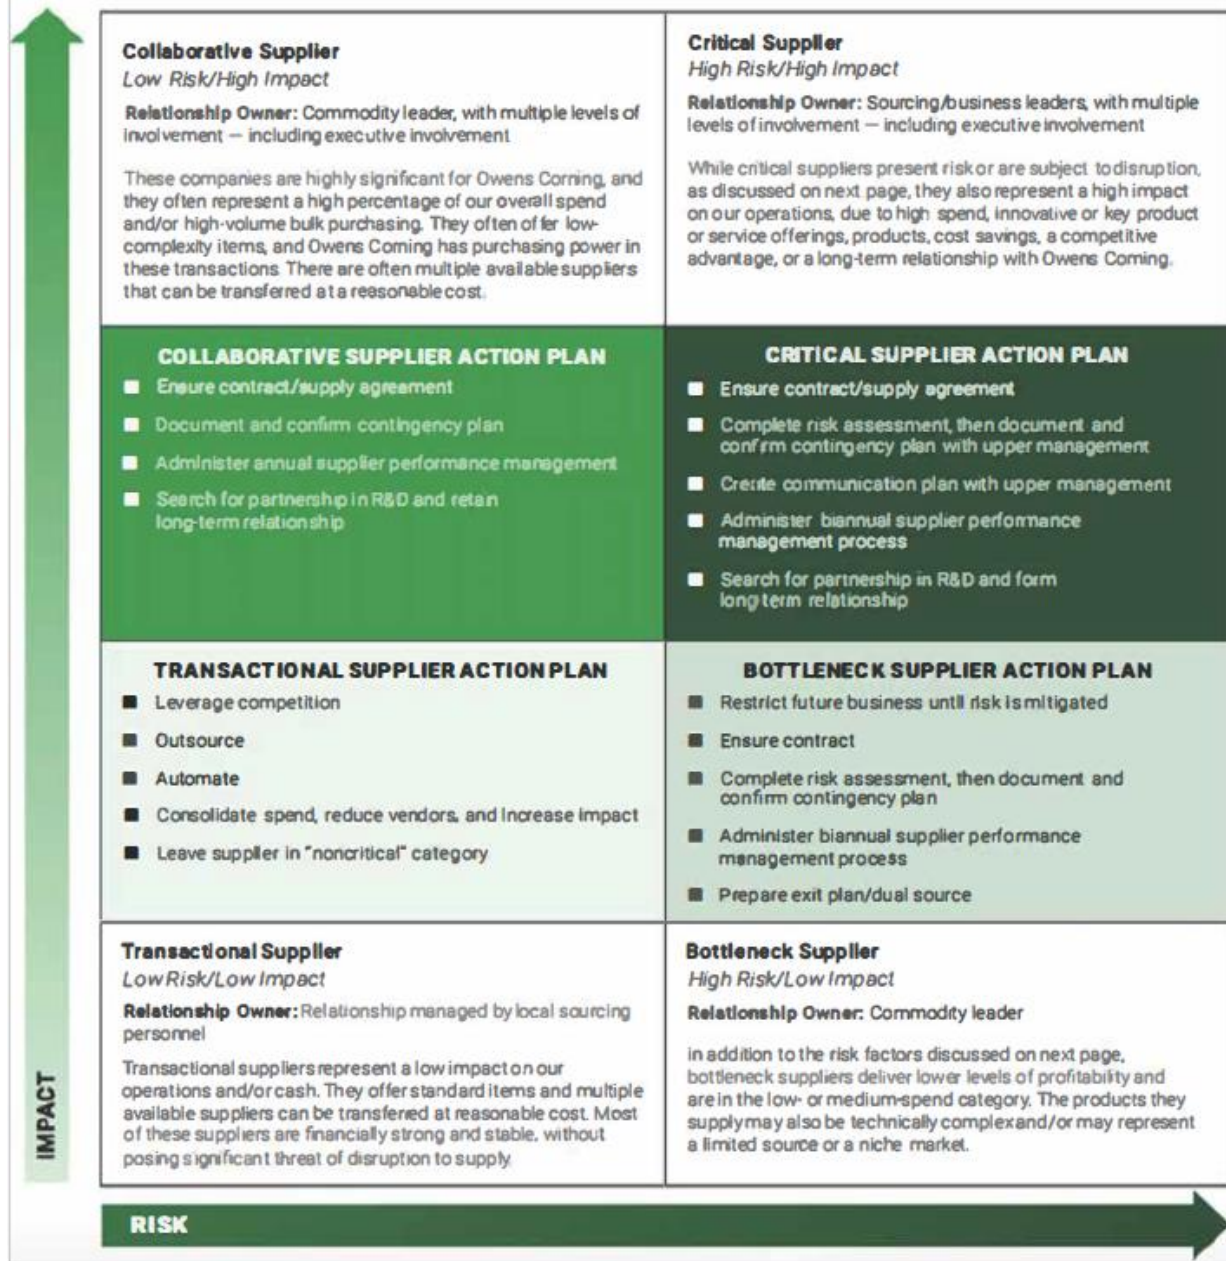 Collaborative Supplier
Low Risk/High Impact
Relationship Owner: Commodity leader, with multiple levels of
involvement — including executive involvement
These companies are highly significant for Owens Corning, and
they often represent a high percentage of our overall spend
and/or high-volume bulk purchasing. They often offer low-
complexity items, and Owens Corning has purchasing power in
these transactions. There are often multiple available suppliers
that can be transferred at a reasonable cost.
Critical Supplier
High Risk/High Impact
Relationship Owner: Sourcing/business leaders, with multiple
levels of involvement — including executive involvement
While critical suppliers present risk or are subject to disruption,
as discussed on next page, they also represent a high impact
on our operations, due to high spend, innovative or key product
or service offerings, products, cost savings, a competitive
advantage, or a long-term relationship with Owens Corning.
COLLABORATIVE SUPPLIER ACTION PLAN
■ Ensure contract/supply agreement
■ Document and confirm contingency plan
■ Administer annual supplier performance management
■ Search for partnership in R&D and retain
long-term relationship
CRITICAL SUPPLIER ACTION PLAN
■ Ensure contract/supply agreement
■ Complete risk assessment, then document and
confirm contingency plan with upper management
■ Create communication plan with upper management
■ Administer biannual supplier performance
management process
■ Search for partnership in R&D and form
long term relationship
TRANSACTIONAL SUPPLIER ACTION PLAN
■ Leverage competition
■ Outsource
■ Automate
■ Consolidate spend, reduce vendors, and increase impact
■ Leave supplier in "noncritical" category
BOTTLENECK SUPPLIER ACTION PLAN
■ Restrict future business until risk is mitigated
■ Ensure contract
■ Complete risk assessment, then document and
confirm contingency plan
■ Administer biannual supplier performance
management process
■ Prepare exit plan/dual source
Transactional Supplier
Low Risk/Low Impact
Relationship Owner: Relationship managed by local sourcing
personnel
Transactional suppliers represent a low impact on our
operations and/or cash. They offer standard items and multiple
available suppliers can be transferred at reasonable cost. Most
of these suppliers are financially strong and stable, without
posing significant threat of disruption to supply.
Bottleneck Supplier
High Risk/Low Impact
Relationship Owner: Commodity leader
in addition to the risk factors discussed on next page,
bottleneck suppliers deliver lower levels of profitability and
are in the low- or medium-spend category. The products they
supply may also be technically complex and/or may represent
a limited source or a niche market.
IMPACT
RISK